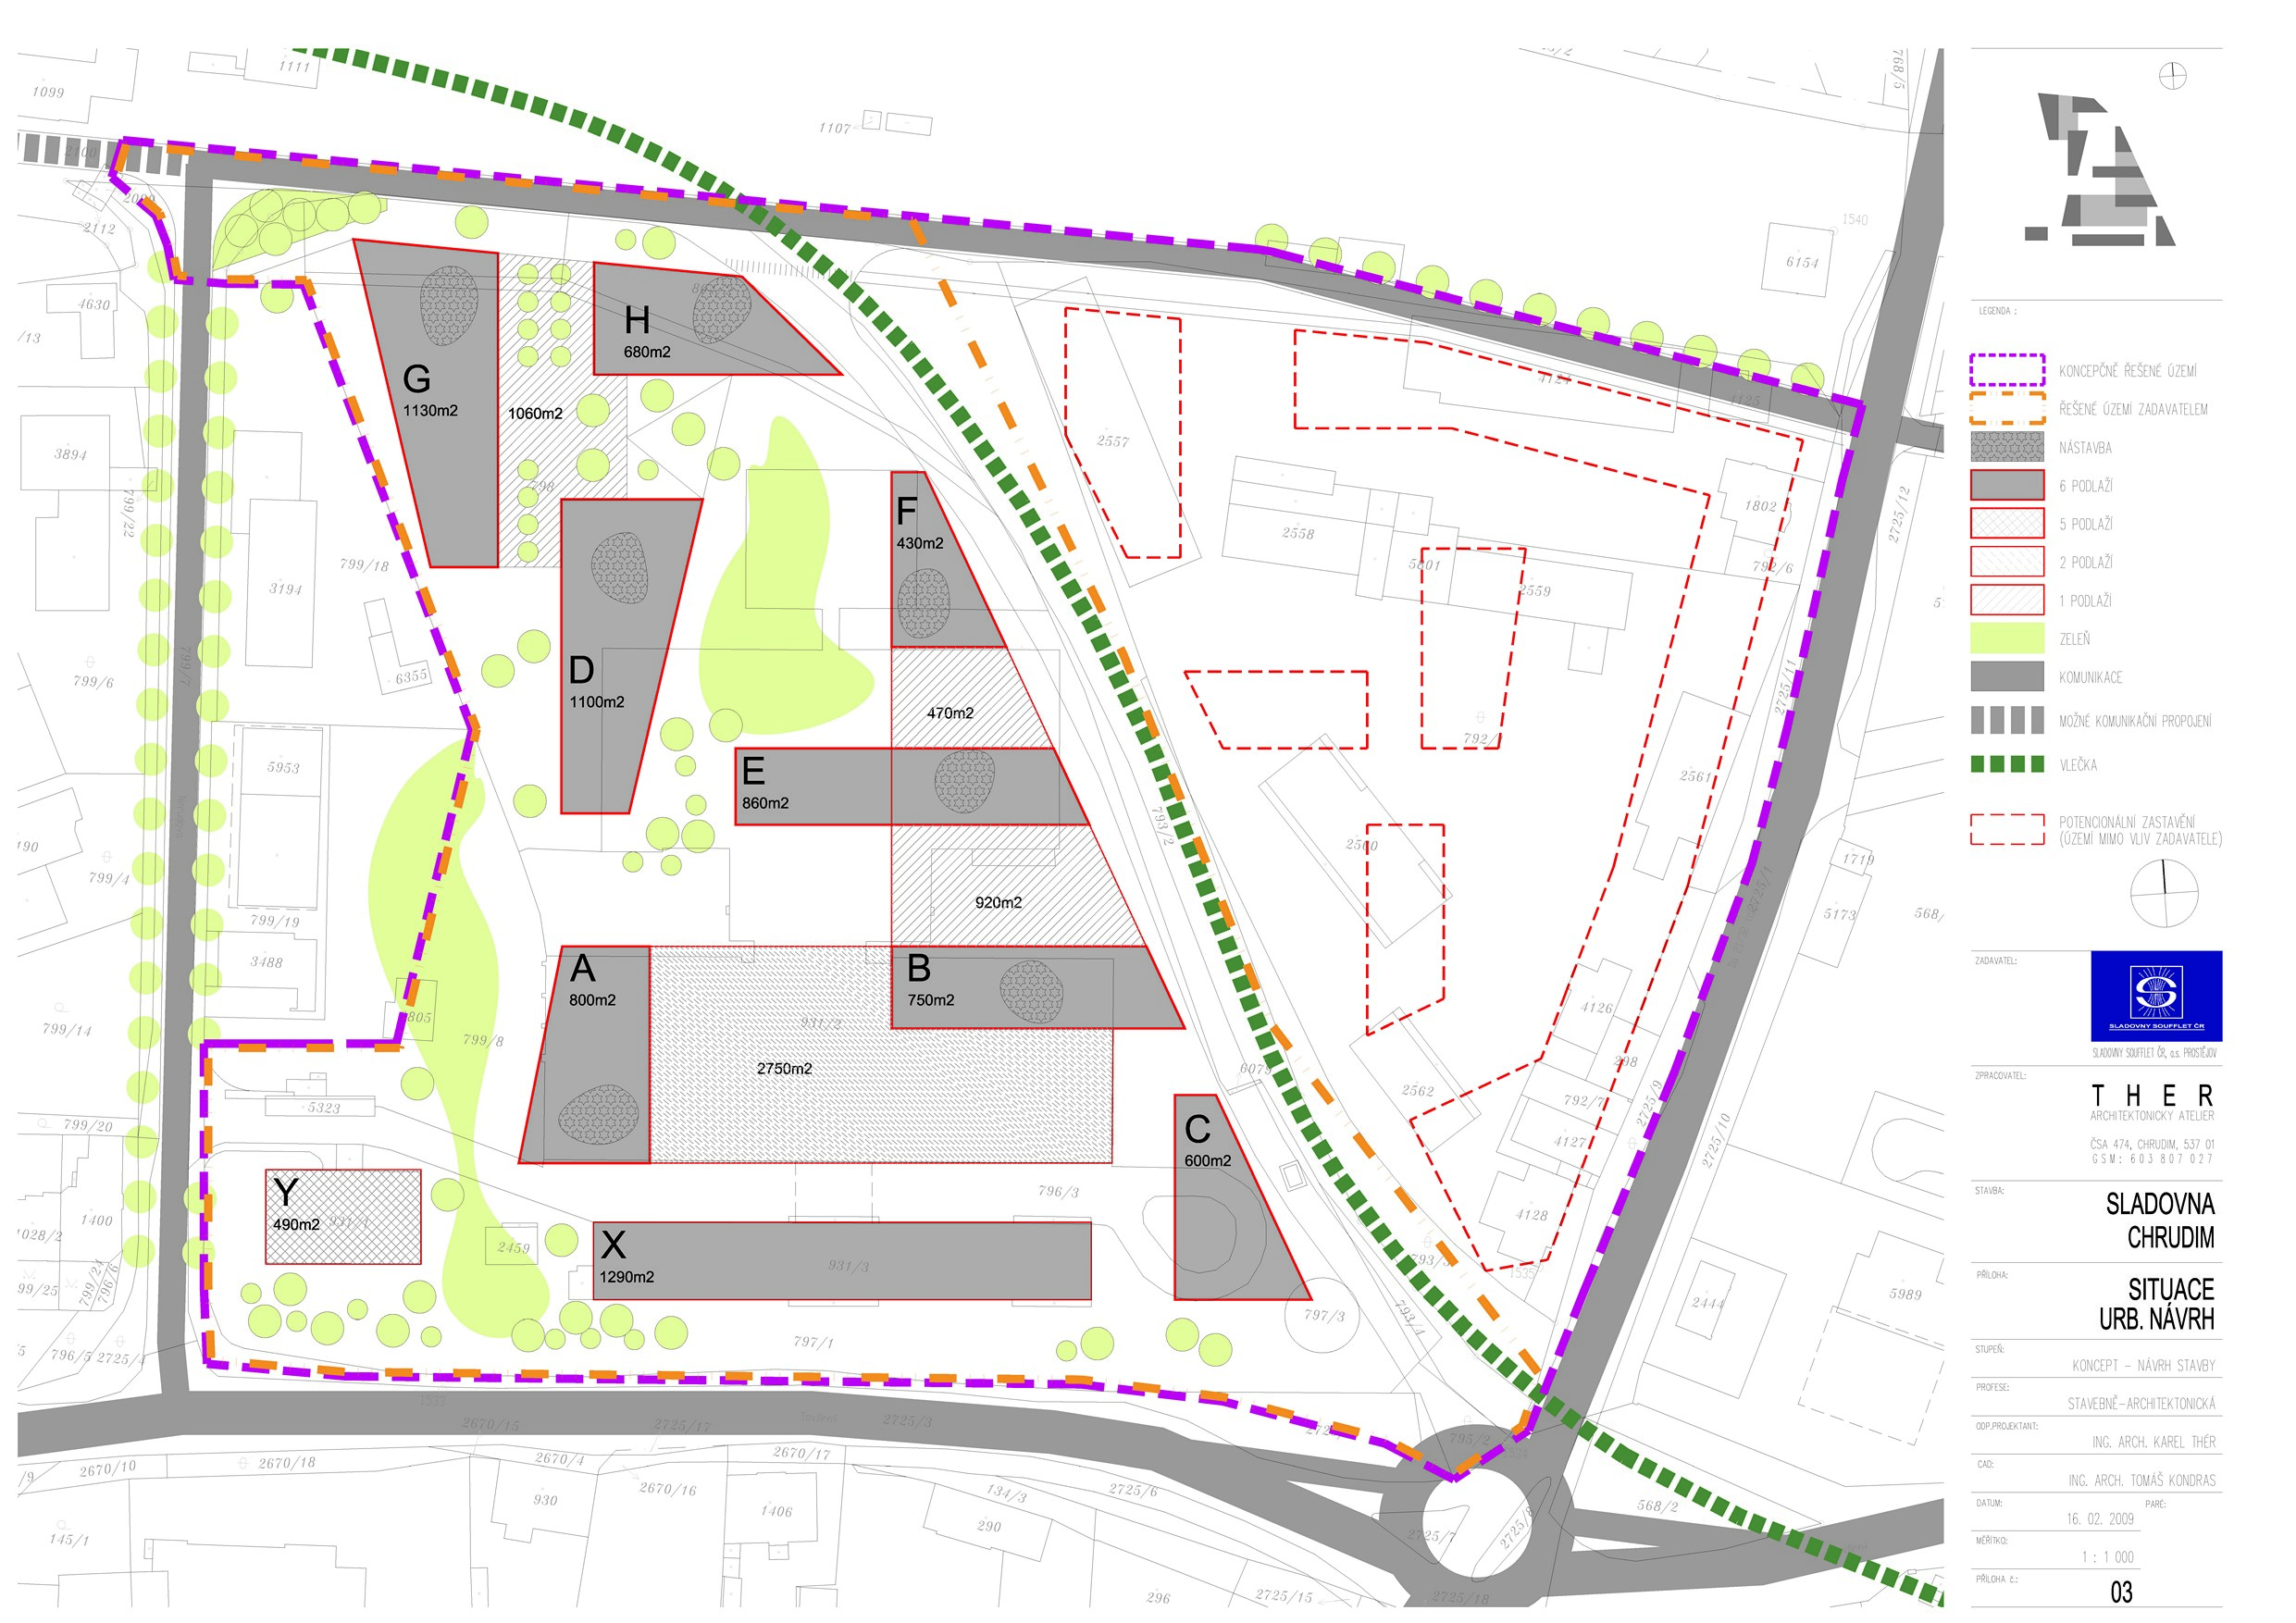 1099
1111
1107
2100
2112
4630
/13
3894
799/22
3194
799/18
6355
799/6
799/7
5953
190
799/4
799/19
3488
799/14
805
799/8
5323
799/20
1400
1028/2
99/25
799/24
796/6
796/5
2725/4
G
1130m2
1060m2
798
H
680m2
D
1100m2
F
430m2
470m2
E
860m2
920m2
A
800m2
B
750m2
931/2
2750m2
C
600m2
Y
490m2
931/1
2459
X
1290m2
931/3
796/3
797/1
797/3
793/2
6079
793/4
2557
2558
5801
2559
792/
2560
2562
4124
4125
1802
792/6
2561
4126
298
792/7
4127
4128
1535
6154
1540
768/5
2725/12
2725/11
2725/1
1719
5173
568/
2725/9
2725/10
2444
5989
795/2
568/2
2725/7
2725/8
2725/18
1533
2670/15
2725/17
2725/3
2670/10
2670/18
2670/4
2670/17
2670/16
930
1406
145/1
134/3
2725/6
290
296
2725/15
LEGENDA :
KONCEPČNĚ ŘEŠENÉ ÚZEMÍ
ŘEŠENÉ ÚZEMÍ ZADAVATELEM
NÁSTAVBA
6 PODLAŽÍ
5 PODLAŽÍ
2 PODLAŽÍ
1 PODLAŽÍ
ZELEŇ
KOMUNIKACE
MOŽNÉ KOMUNIKAČNÍ PROPOJENÍ
VLEČKA
POTENCIONÁLNÍ ZASTAVĚNÍ
(ÚZEMÍ MIMO VLIV ZADAVATELE)
ZADAVATEL:
S
SLADOVNY SOUFFLET ČR
SLADOVNY SOUFFLET ČR, a.s. PROSTĚJOV
ZPRACOVATEL:
T H E R
ARCHITEKTONICKÝ ATELIER
ČSA 474, CHRUDIM, 537 01
GSM: 603 807 027
STAVBA:
SLADOVNA
CHRUDIM
PŘÍLOHA:
SITUACE
URB. NÁVRH
STUPEŇ:
KONCEPT - NÁVRH STAVBY
PROFESE:
STAVEBNĚ-ARCHITEKTONICKÁ
ODP.PROJEKTANT:
ING. ARCH. KAREL THÉR
CAD:
ING. ARCH. TOMÁŠ KONDRAS
DATUM:
PARÉ:
16. 02. 2009
MĚŘÍTKO:
1 : 1 000
PŘÍLOHA č.:
03